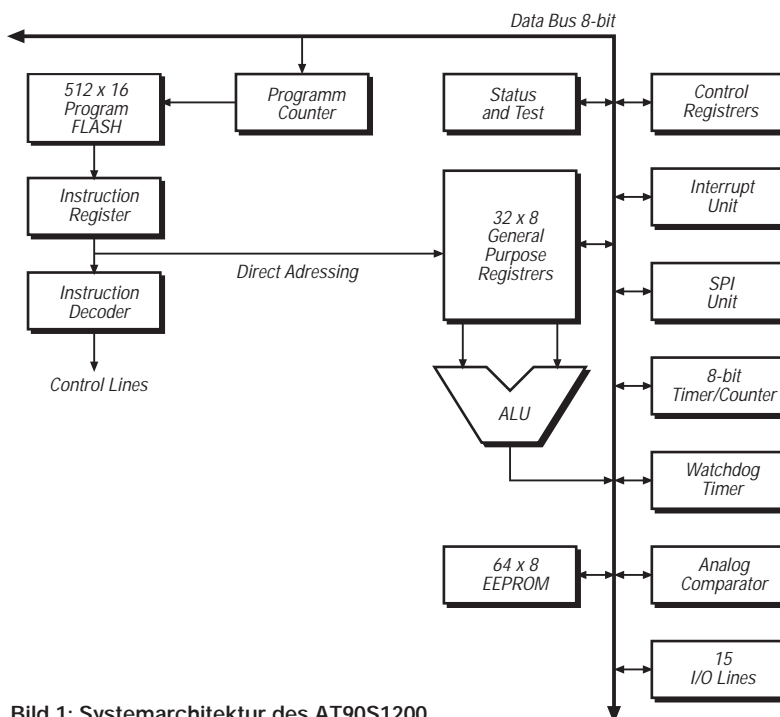 Data Bus 8-bit
512 x 16
Program
FLASH
Programm
Counter
Status
and Test
Control
Registrers
Instruction
Register
32 x 8
General
Purpose
Registrers
Interrupt
Unit
Direct Adressing
SPI
Unit
Instruction
Decoder
Control Lines
8-bit
Timer/Counter
ALU
Watchdog
Timer
64 x 8
EEPROM
Analog
Comparator
15
I/O Lines
Bild 1: Systemarchitektur des AT90S1200